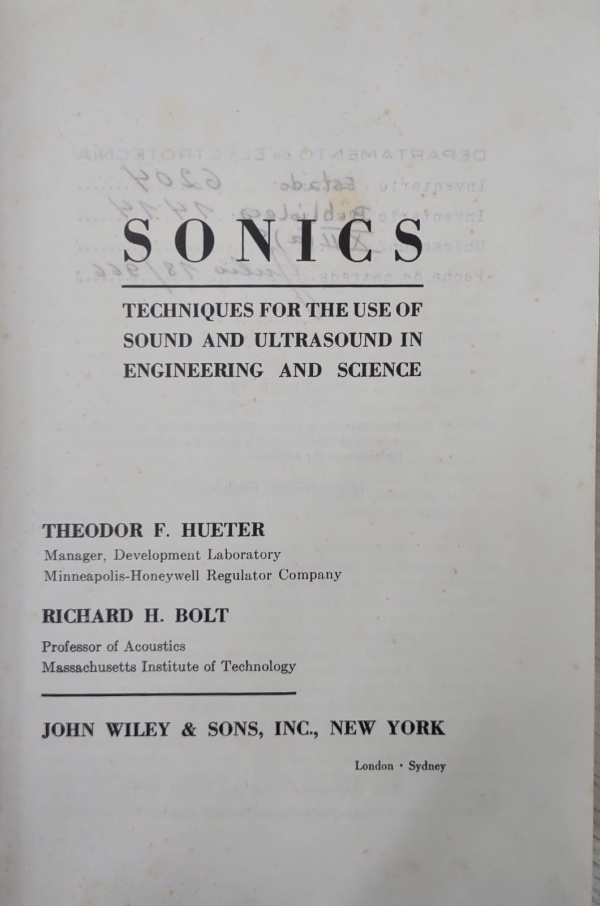 SONICS
TECHNIQUES FOR THE USE OF
SOUND AND ULTRASOUND IN
ENGINEERING AND SCIENCE
THEODOR F. HUETER
Manager, Development Laboratory
Minneapolis-Honeywell Regulator Company
RICHARD H. BOLT
Professor of Acoustics
Massachusetts Institute of Technology
JOHN WILEY & SONS, INC., NEW YORK
London · Sydney